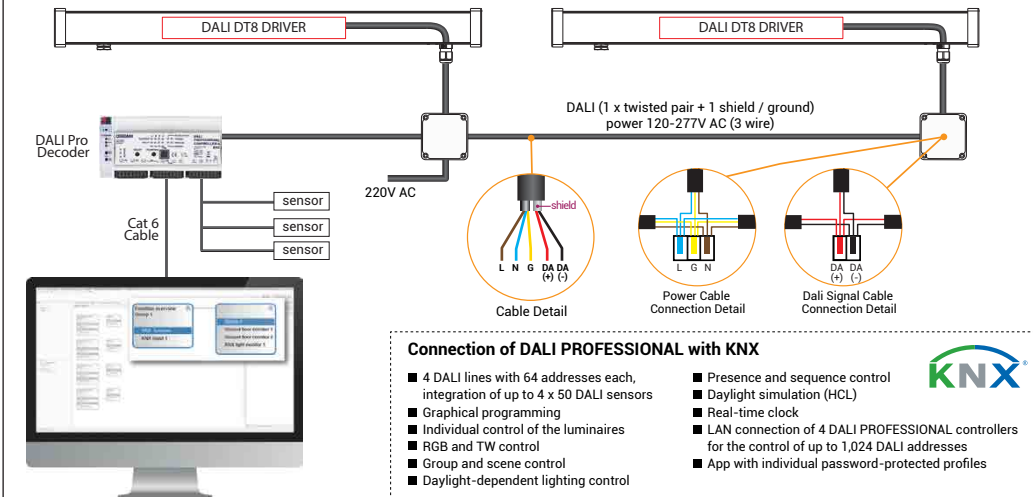 DALI DT8 DRIVER
DALI DT8 DRIVER
DALI Pro
Decoder
DALI (1 x twisted pair + 1 shield / ground)
power 120-277V AC (3 wire)
220V AC
Cat 6
Cable
sensor
sensor
sensor
shield
L N G DA DA
(+) (-)
Cable Detail
L G N
Power Cable
Connection Detail
DA DA
(+) (-)
Dali Signal Cable
Connection Detail
Connection of DALI PROFESSIONAL with KNX
KNX
■ 4 DALI lines with 64 addresses each,
integration of up to 4 x 50 DALI sensors
■ Graphical programming
■ Individual control of the luminaires
■ RGB and TW control
■ Group and scene control
■ Daylight-dependent lighting control
■ Presence and sequence control
■ Daylight simulation (HCL)
■ Real-time clock
■ LAN connection of 4 DALI PROFESSIONAL controllers
for the control of up to 1,024 DALI addresses
■ App with individual password-protected profiles